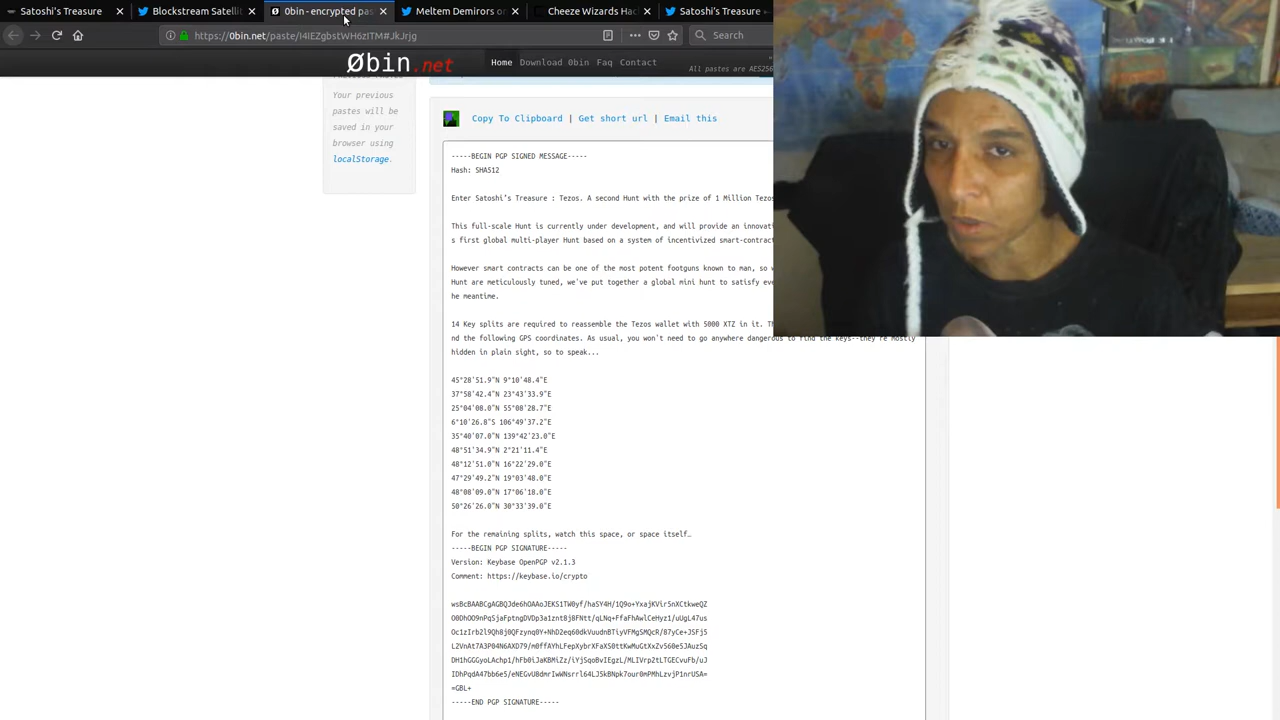 Satoshi's Treasure
Blockstream Satelli
0bin - encrypted pas
Meltem Demirors on
Cheeze Wizards Hac
Satoshi's Treasure
https://0bin.net/paste/I4IEZgbstWH6zITM#JkJrjg
Search
Øbin.net
Home Download 0bin Faq Contact
All pastes are AES256
Your previous
pastes will be
saved in your
browser using
localStorage.
Copy To Clipboard | Get short url | Email this
-----BEGIN PGP SIGNED MESSAGE-----
Hash: SHA512
Enter Satoshi's Treasure : Tezos. A second Hunt with the prize of 1 Million Tezos
This full-scale Hunt is currently under development, and will provide an innovati
s first global multi-player Hunt based on a system of incentivized smart-contract
However smart contracts can be one of the most potent footguns known to man, so w
Hunt are meticulously tuned, we've put together a global mini hunt to satisfy eve
he meantime.
14 Key splits are required to reassemble the Tezos wallet with 5000 XTZ in it. Th
nd the following GPS coordinates. As usual, you won't need to go anywhere dangerous to find the keys--they're mostly
hidden in plain sight, so to speak...
45°28'51.9"N 9°10'48.4"E
37°58'42.4"N 23°43'33.9"E
25°04'08.0"N 55°08'28.7"E
6°10'26.8"S 106°49'37.2"E
35°40'07.0"N 139°42'23.0"E
48°51'34.9"N 2°21'11.4"E
48°12'51.0"N 16°22'29.0"E
47°29'49.2"N 19°03'48.0"E
48°08'09.0"N 17°06'18.0"E
50°26'26.0"N 30°33'39.0"E
For the remaining splits, watch this space, or space itself…
-----BEGIN PGP SIGNATURE-----
Version: Keybase OpenPGP v2.1.3
Comment: https://keybase.io/crypto
=GBL+
-----END PGP SIGNATURE-----